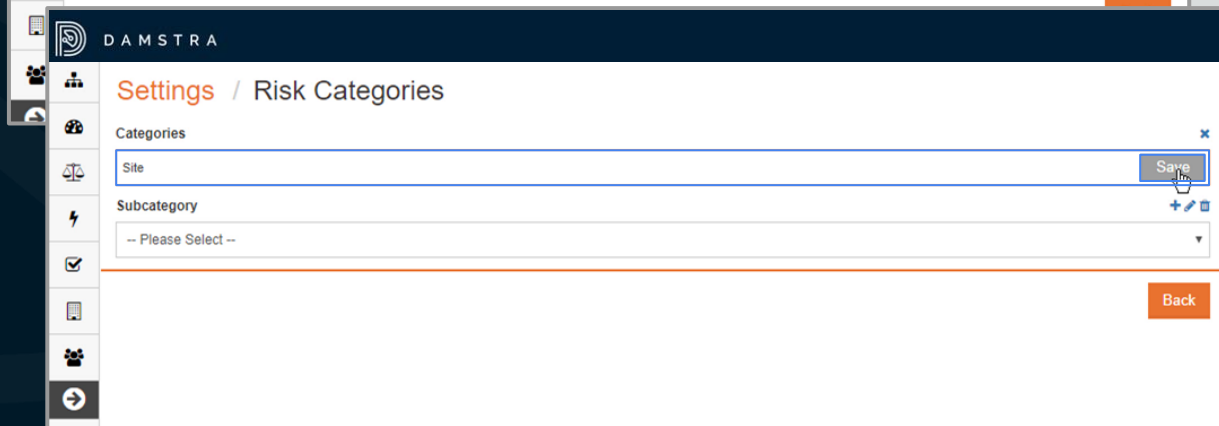 DAMSTRA
Settings / Risk Categories
Categories
Site
Save
Subcategory
-- Please Select --
Back